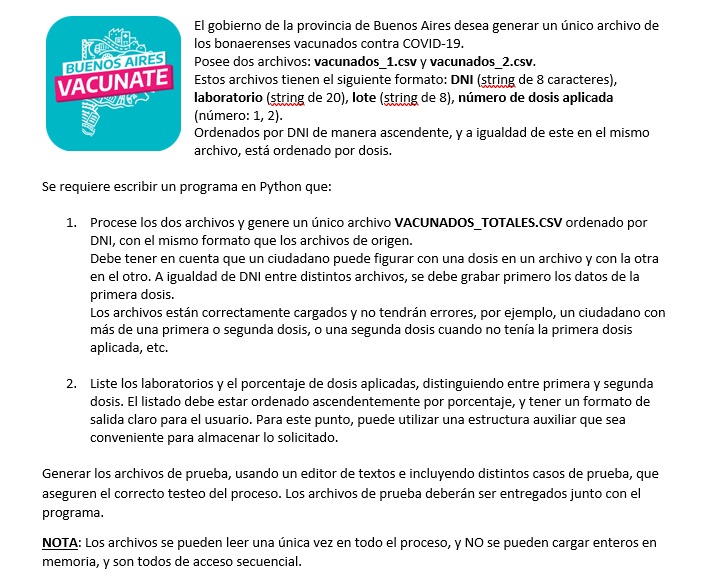 BUENOS AIRES
VACUNATE
El gobierno de la provincia de Buenos Aires desea generar un único archivo de
los bonaerenses vacunados contra COVID-19.
Posee dos archivos: vacunados_1.csv y vacunados_2.csv.
Estos archivos tienen el siguiente formato: DNI (string de 8 caracteres),
laboratorio (string de 20), lote (string de 8), número de dosis aplicada
(número: 1, 2).
Ordenados por DNI de manera ascendente, y a igualdad de este en el mismo
archivo, está ordenado por dosis.
Se requiere escribir un programa en Python que:
1. Procese los dos archivos y genere un único archivo VACUNADOS_TOTALES.CSV ordenado por
DNI, con el mismo formato que los archivos de origen.
Debe tener en cuenta que un ciudadano puede figurar con una dosis en un archivo y con la otra
en el otro. A igualdad de DNI entre distintos archivos, se debe grabar primero los datos de la
primera dosis.
Los archivos están correctamente cargados y no tendrán errores, por ejemplo, un ciudadano con
más de una primera o segunda dosis, o una segunda dosis cuando no tenía la primera dosis
aplicada, etc.
2. Liste los laboratorios y el porcentaje de dosis aplicadas, distinguiendo entre primera y segunda
dosis. El listado debe estar ordenado ascendentemente por porcentaje, y tener un formato de
salida claro para el usuario. Para este punto, puede utilizar una estructura auxiliar que sea
conveniente para almacenar lo solicitado.
Generar los archivos de prueba, usando un editor de textos e incluyendo distintos casos de prueba, que
aseguren el correcto testeo del proceso. Los archivos de prueba deberán ser entregados junto con el
programa.
NOTA: Los archivos se pueden leer una única vez en todo el proceso, y NO se pueden cargar enteros en
memoria, y son todos de acceso secuencial.